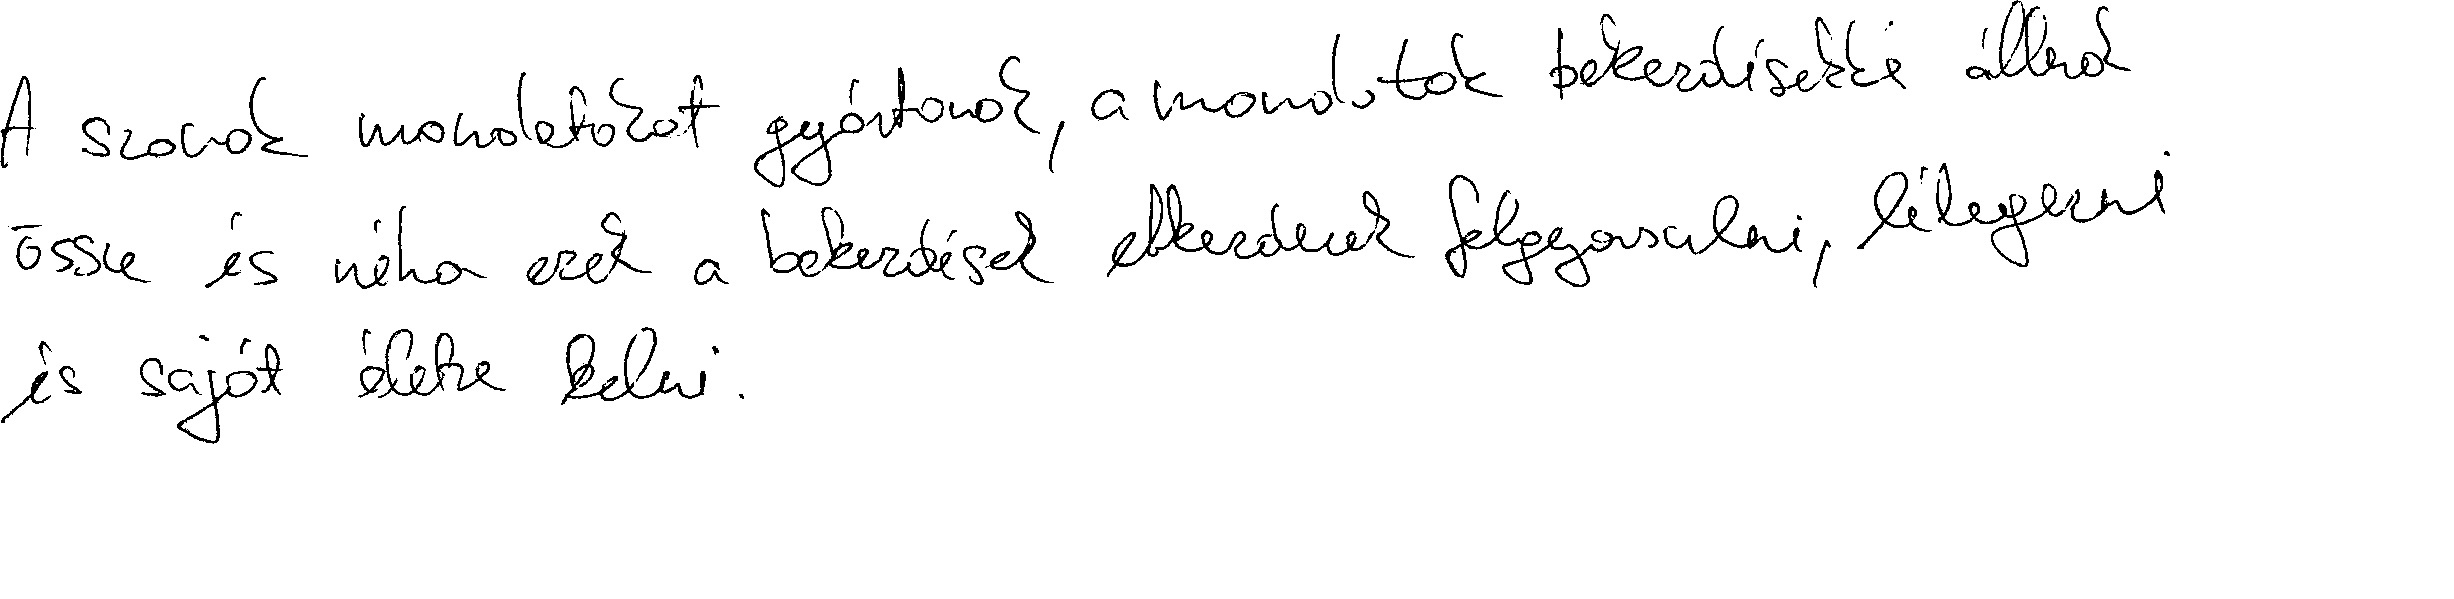 A szavak mondatokat gyártanak, a mondatok bekezdésekké állnak
össze és néha ezek a bekezdések elkezdenek felgyorsulni, lélegezni
és saját életre kelni.